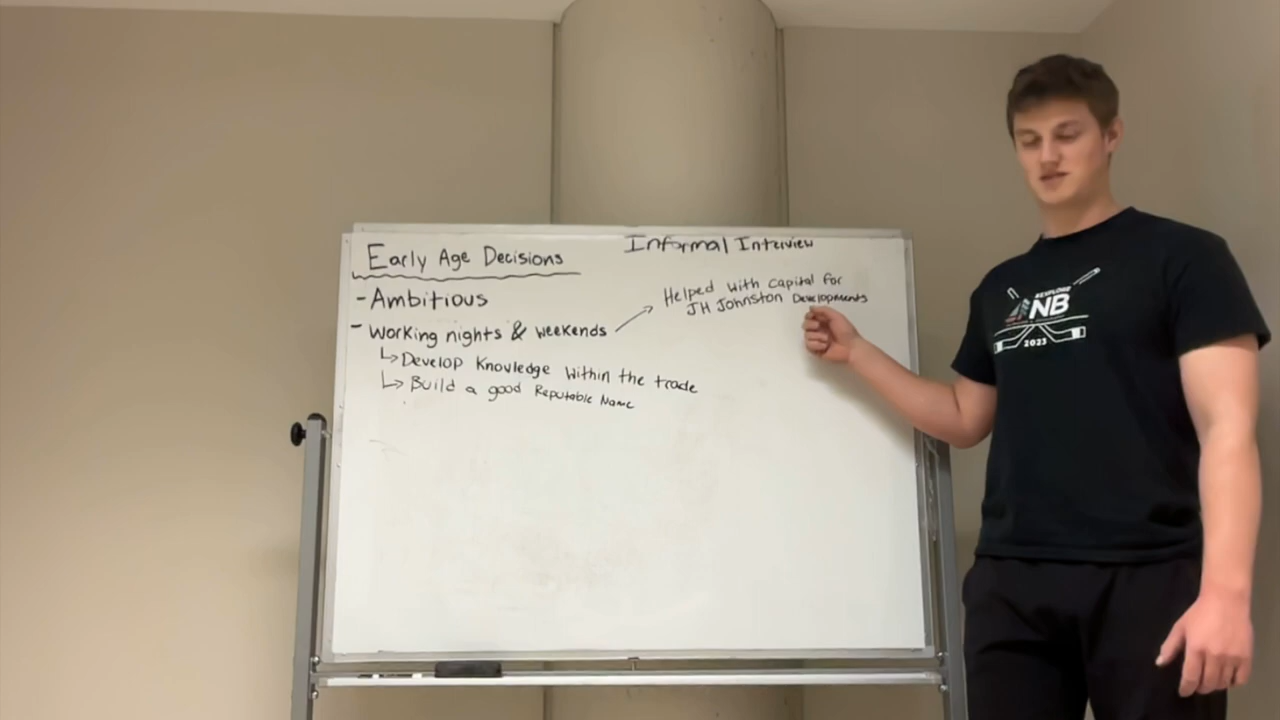 Early Age Decisions
Informal Interview
- Ambitious
- Working nights & weekends
Helped with capital for
JH Johnston Developments
↳ Develop Knowledge Within the trade
↳ Build a good Reputable Name
NB
2023